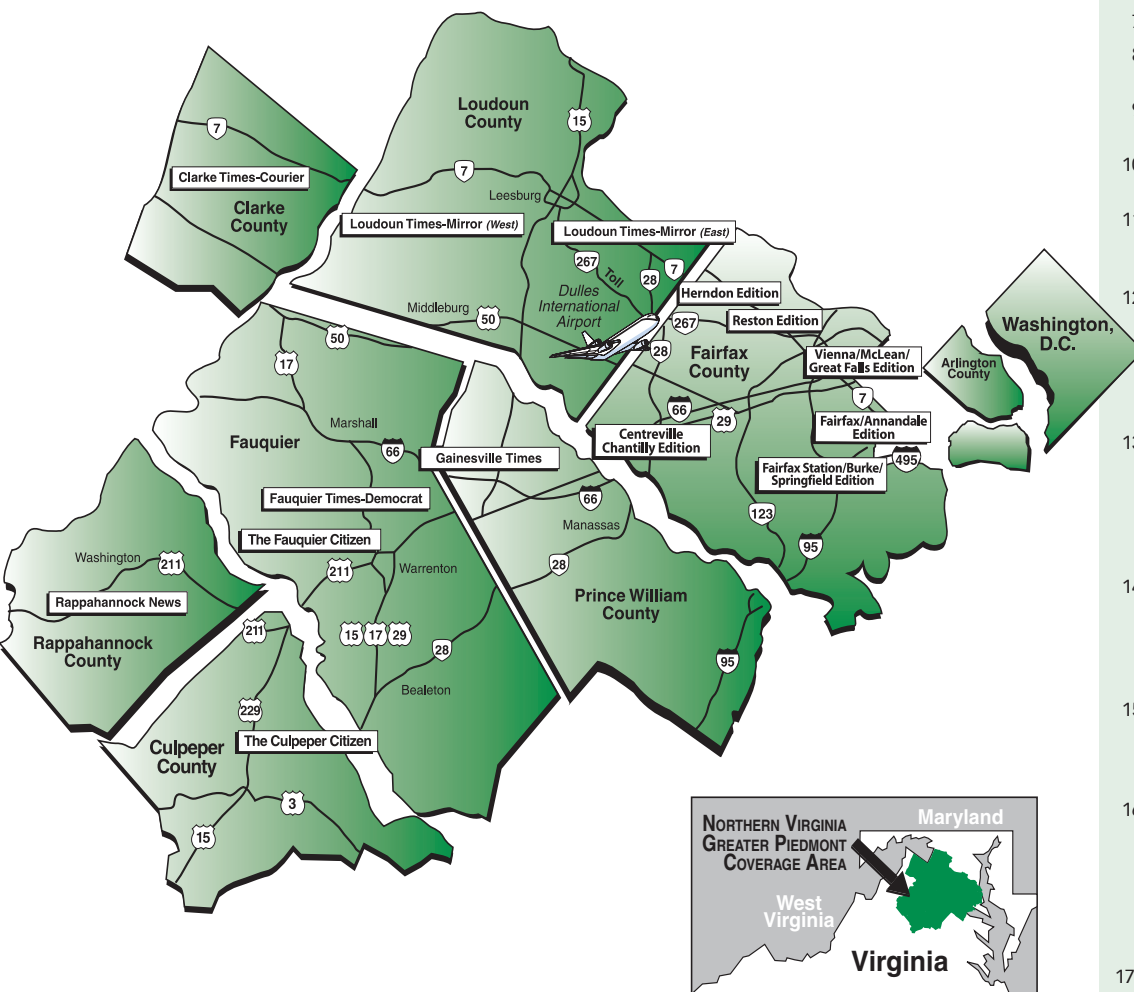 Loudoun
County
15
7
Clarke Times-Courier
Clarke
County
7
Leesburg
Loudoun Times-Mirror (West)
Loudoun Times-Mirror (East)
267
Toll
28
7
Dulles
International
Airport
Middleburg
50
Herndon Edition
267
Reston Edition
28
Fairfax
County
Vienna/McLean/
Great Falls Edition
Arlington
County
Washington,
D.C.
50
17
Marshall
Fauquier
66
66
29
7
Centreville
Chantilly Edition
Fairfax/Annandale
Edition
495
Gainesville Times
Fairfax Station/Burke/
Springfield Edition
Fauquier Times-Democrat
66
Manassas
123
95
The Fauquier Citizen
Washington
211
211
Warrenton
28
Rappahannock News
Prince William
County
Rappahannock
County
211
15
17
29
28
95
Bealeton
229
The Culpeper Citizen
Culpeper
County
3
15
NORTHERN VIRGINIA
GREATER PIEDMONT
COVERAGE AREA
Maryland
West
Virginia
Virginia
17